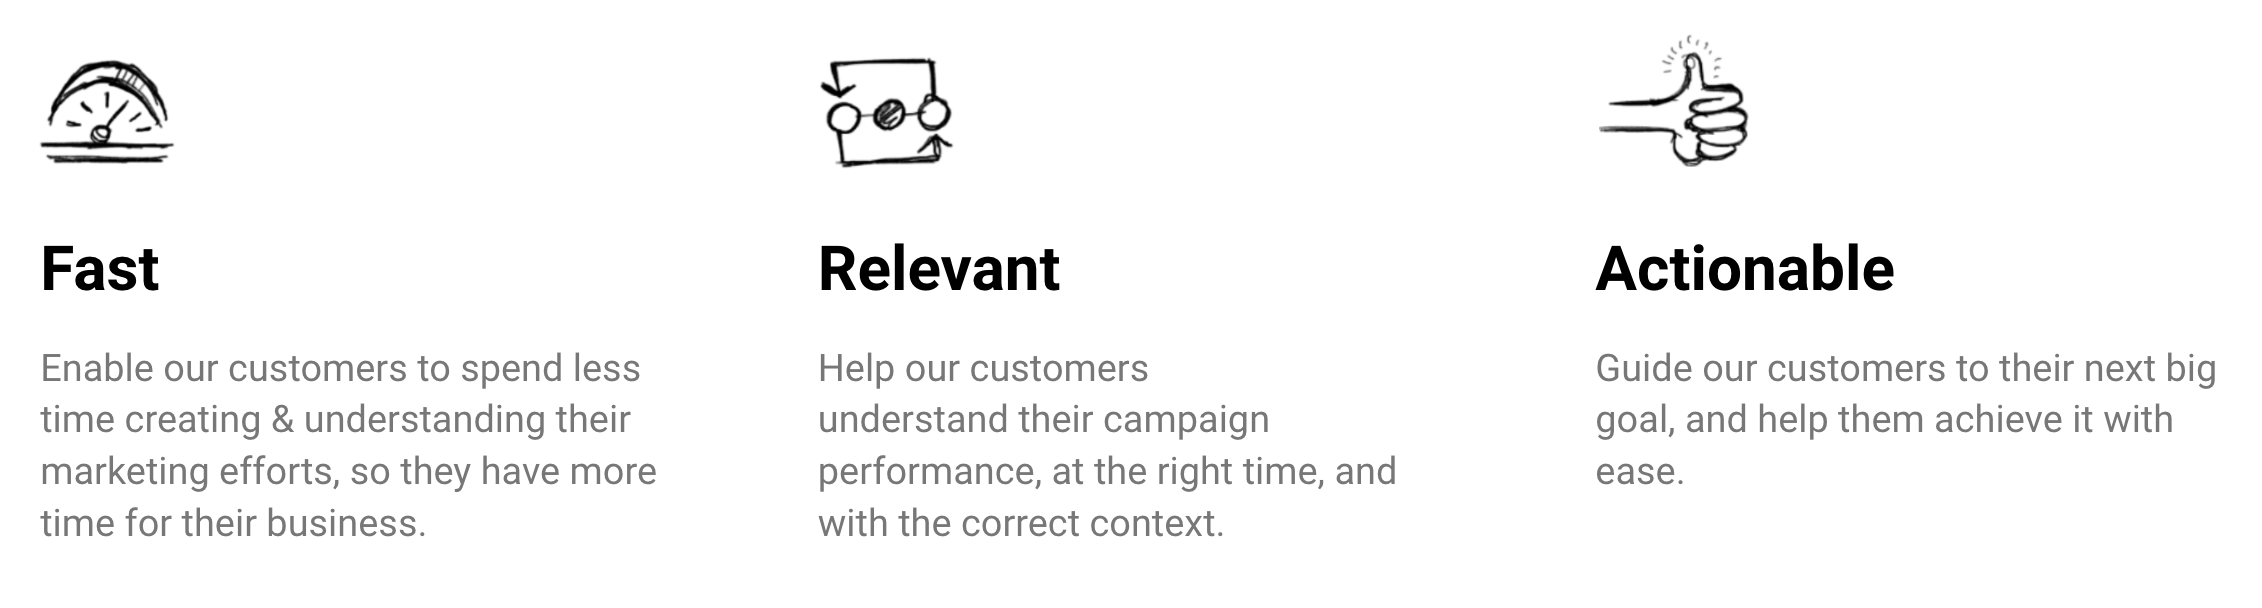 Fast
Enable our customers to spend less
time creating & understanding their
marketing efforts, so they have more
time for their business.
Relevant
Help our customers
understand their campaign
performance, at the right time, and
with the correct context.
Actionable
Guide our customers to their next big
goal, and help them achieve it with
ease.